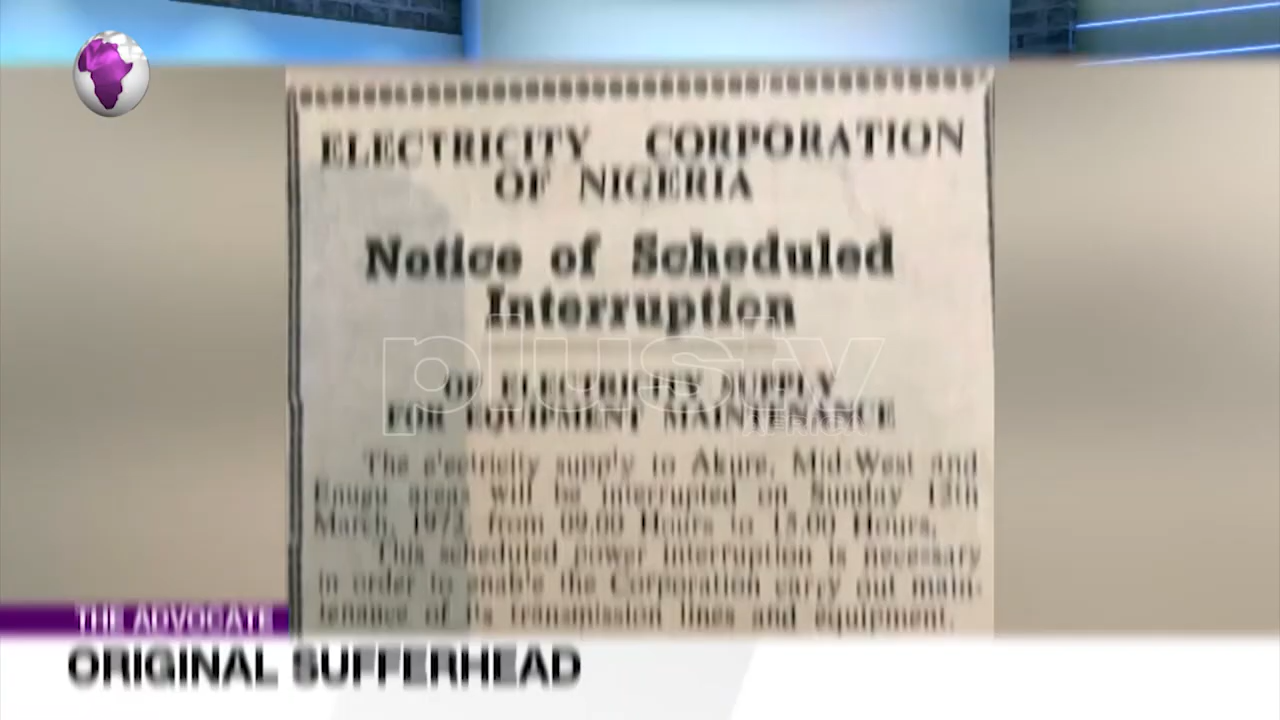 ELECTRICITY CORPORATION
OF NIGERIA
Notice of Scheduled
Interruption
plustv
AFRICA
OF ELECTRICITY SUPPLY
FOR EQUIPMENT MAINTENANCE
The electricity supply to Akure, Mid-West and
Enugu areas will be interrupted on Sunday 12th
March, 1972 from 09.00 Hours to 15.00 Hours.
This scheduled power interruption is necessary
in order to enable the Corporation carry out main-
tenance of its transmission lines and equipment.
THE ADVOCATE
ORIGINAL SUFFERHEAD